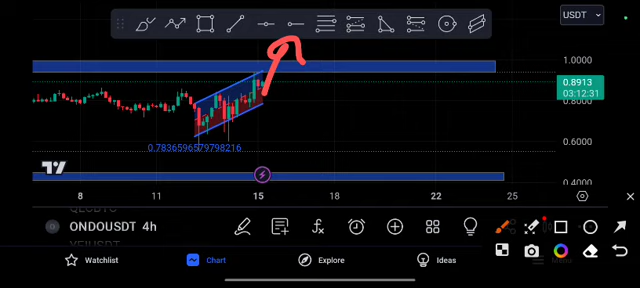 USDT
1.0000
0.8913
03:12:31
0.8000
0.6000
0.7836596579798216
0.4000
8 11 15 18 22 25
ONDOUSDT 4h
Watchlist Chart Explore Ideas